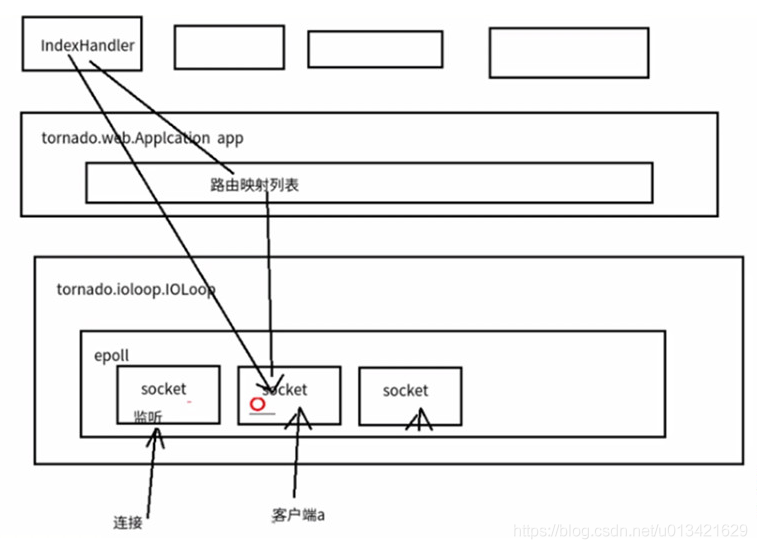 IndexHandler
tornado.web.Applcation app
路由映射列表
tornado.ioloop.IOLoop
epoll
socket
监听
socket
socket
连接
客户端a
https://blog.csdn.net/u013421629